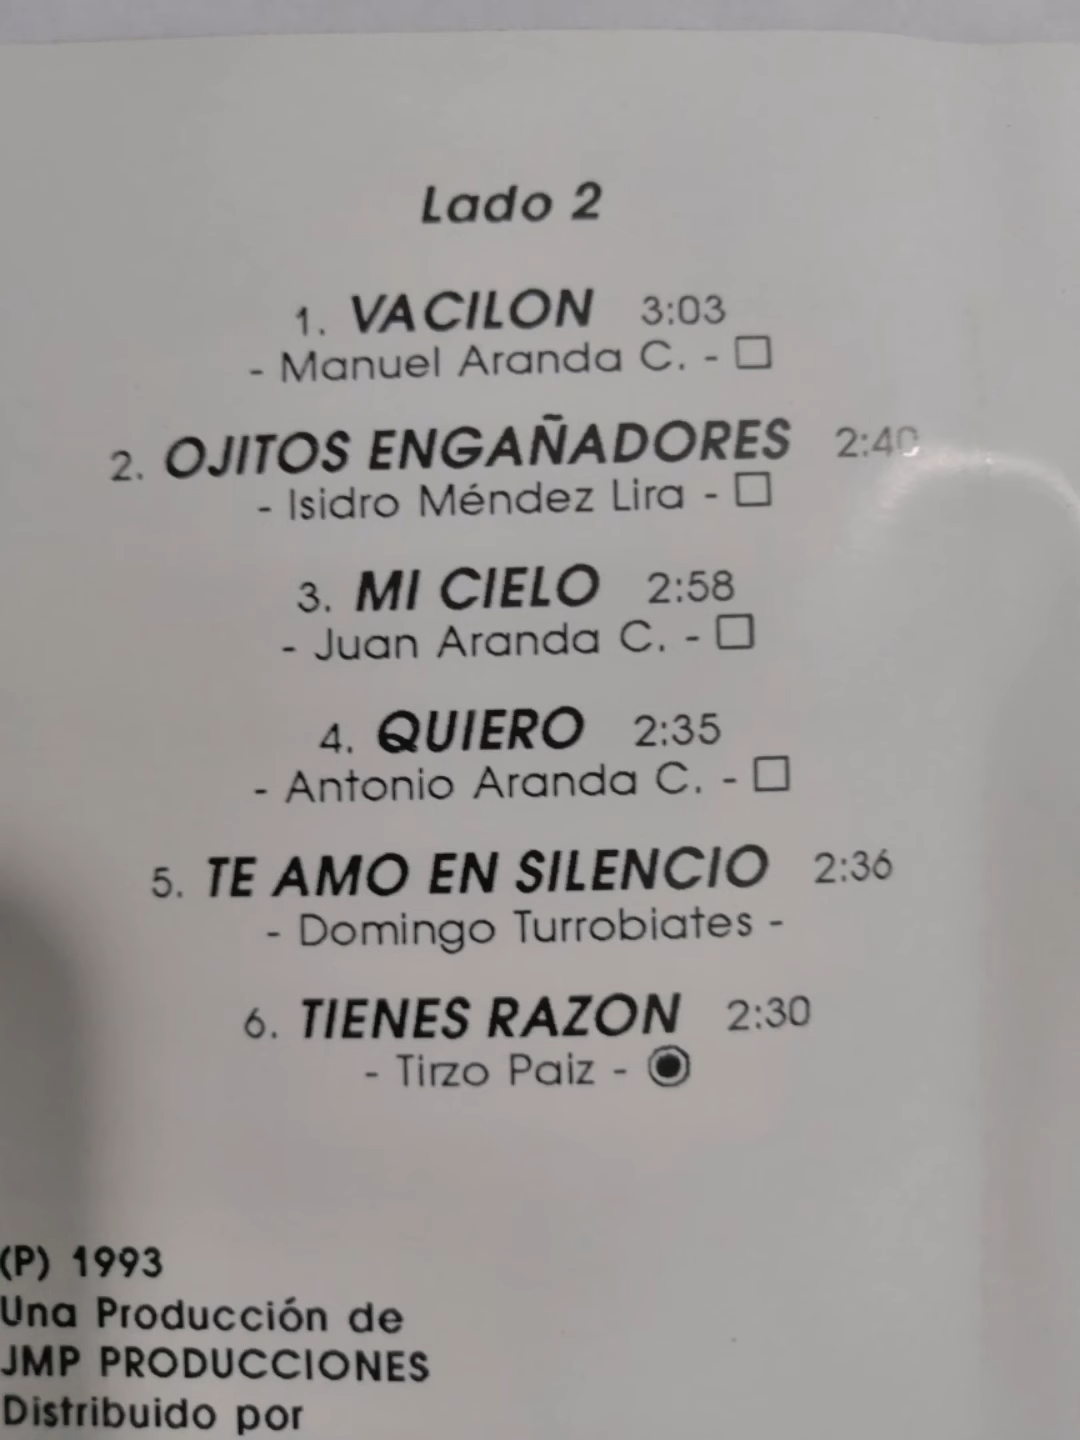 Lado 2
1. VACILON 3:03
- Manuel Aranda C. - □
2. OJITOS ENGAÑADORES 2:40
- Isidro Méndez Lira - □
3. MI CIELO 2:58
- Juan Aranda C. - □
4. QUIERO 2:35
- Antonio Aranda C. - □
5. TE AMO EN SILENCIO 2:36
- Domingo Turrobiates -
6. TIENES RAZON 2:30
- Tirzo Paiz - ◉
(P) 1993
Una Producción de
JMP PRODUCCIONES
Distribuido por